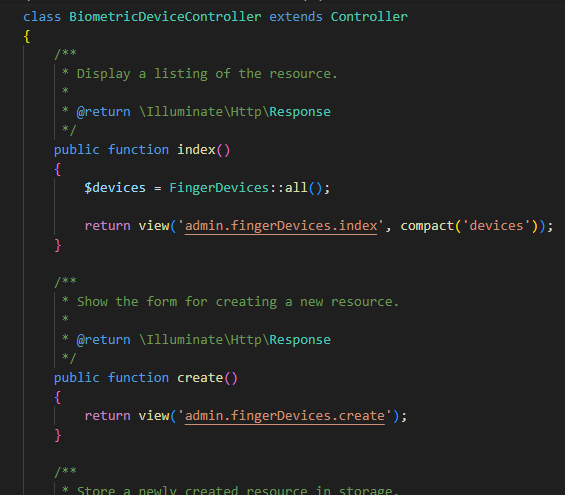 class BiometricDeviceController extends Controller
{
    /**
     * Display a listing of the resource.
     *
     * @return \Illuminate\Http\Response
     */
    public function index()
    {
        $devices = FingerDevices::all();

        return view('admin.fingerDevices.index', compact('devices'));
    }

    /**
     * Show the form for creating a new resource.
     *
     * @return \Illuminate\Http\Response
     */
    public function create()
    {
        return view('admin.fingerDevices.create');
    }

    /**
     * Store a newly created resource in storage.